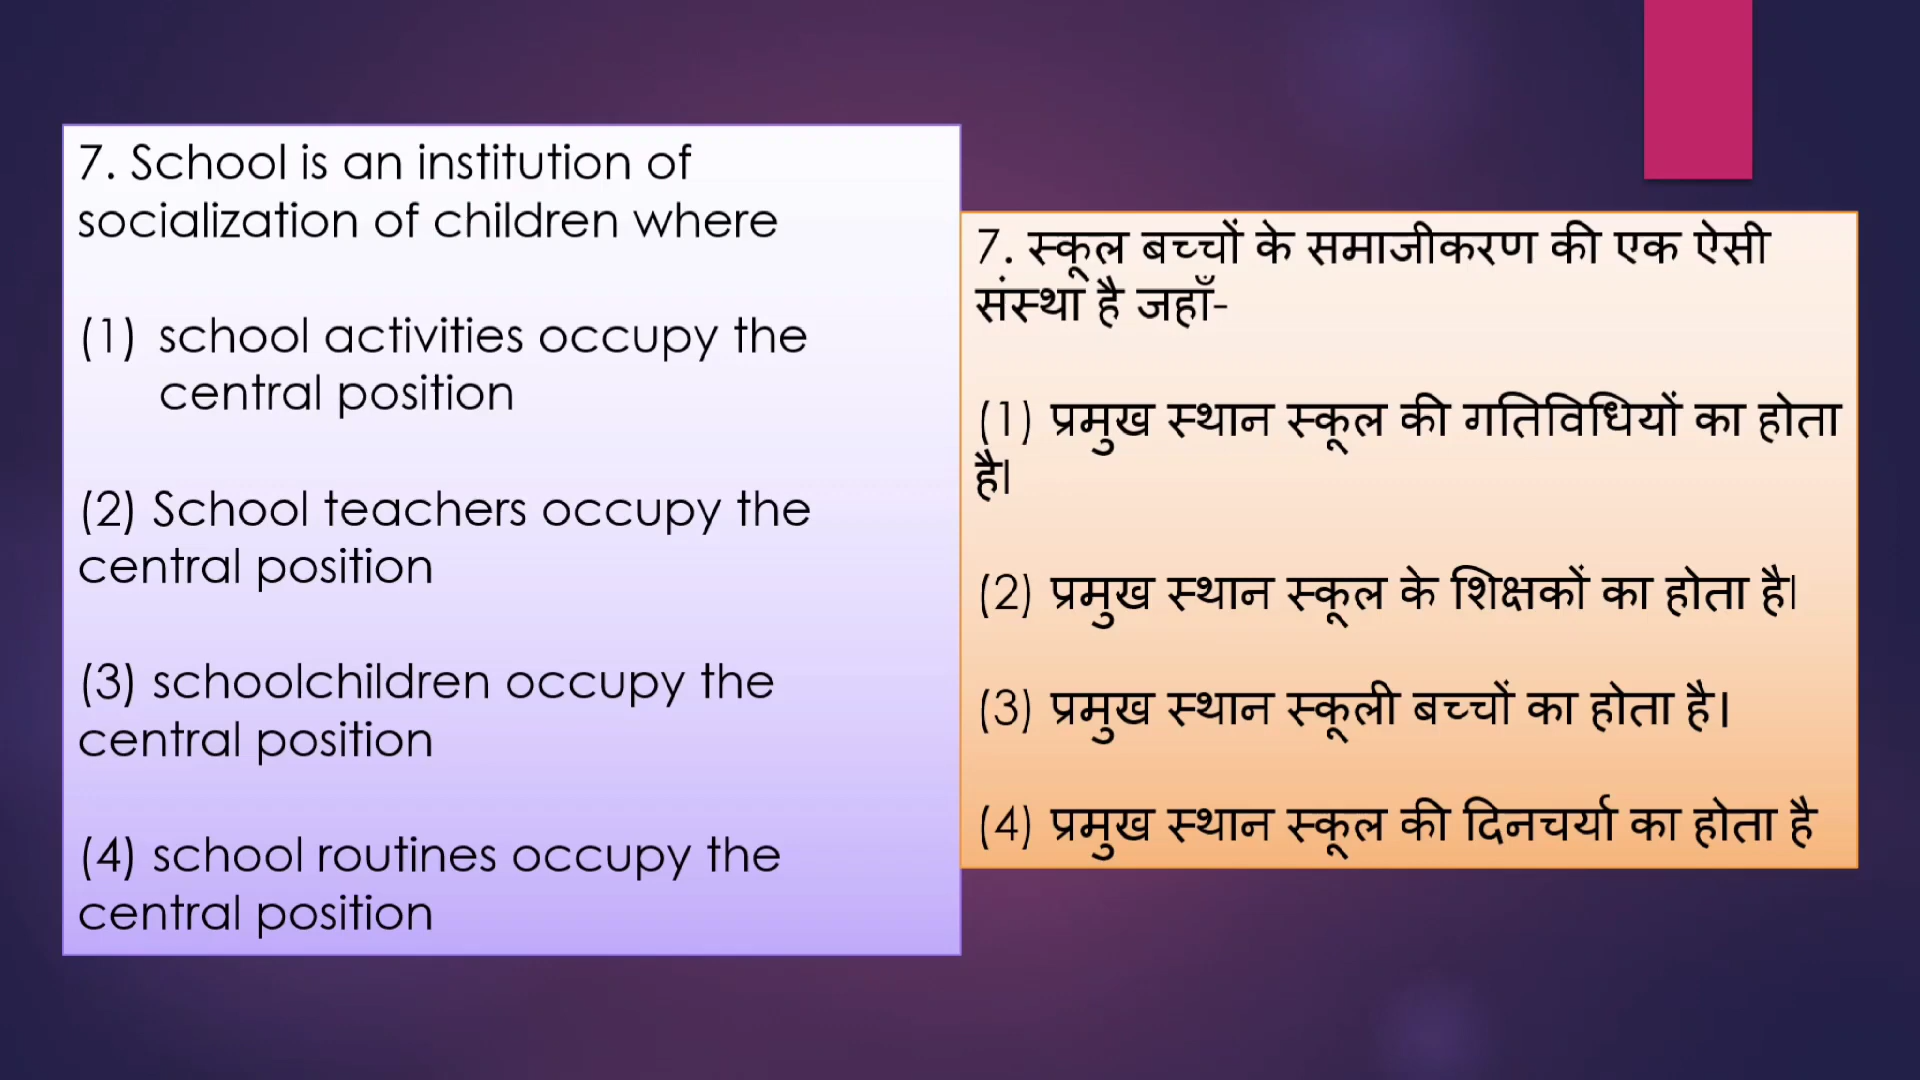 7. School is an institution of
socialization of children where
(1) school activities occupy the
central position
(2) School teachers occupy the
central position
(3) schoolchildren occupy the
central position
(4) school routines occupy the
central position
7. स्कूल बच्चों के समाजीकरण की एक ऐसी
संस्था है जहाँ-
(1) प्रमुख स्थान स्कूल की गतिविधियों का होता
है।
(2) प्रमुख स्थान स्कूल के शिक्षकों का होता है।
(3) प्रमुख स्थान स्कूली बच्चों का होता है।
(4) प्रमुख स्थान स्कूल की दिनचर्या का होता है